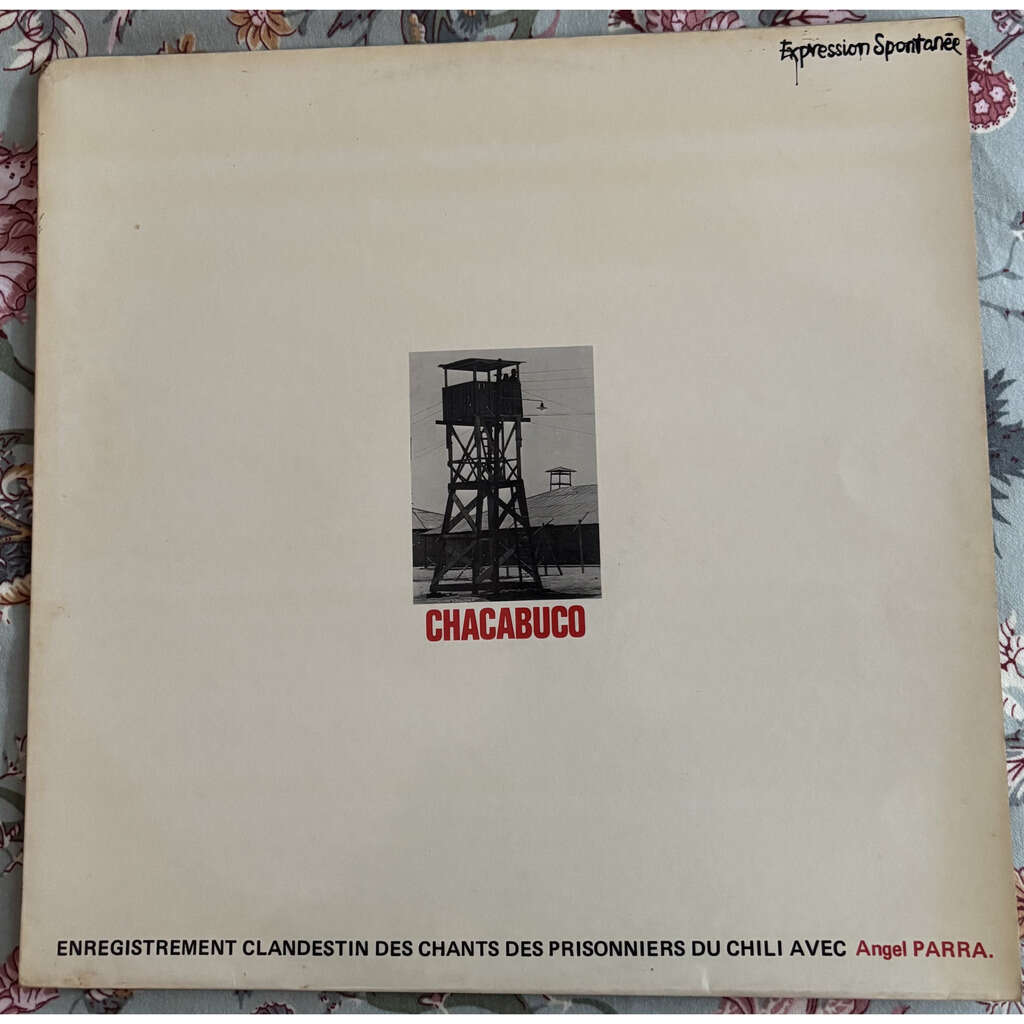 Expression Spontanée
CHACABUCO
ENREGISTREMENT CLANDESTIN DES CHANTS DES PRISONNIERS DU CHILI AVEC Angel PARRA.